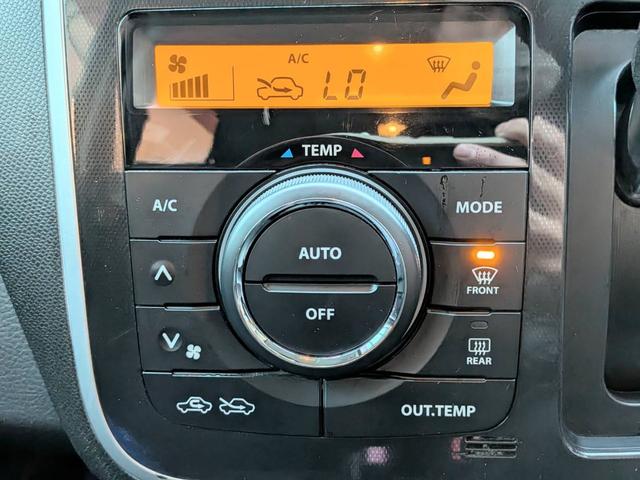 A/C
LO
TEMP
A/C
MODE
AUTO
OFF
FRONT
REAR
OUT.TEMP